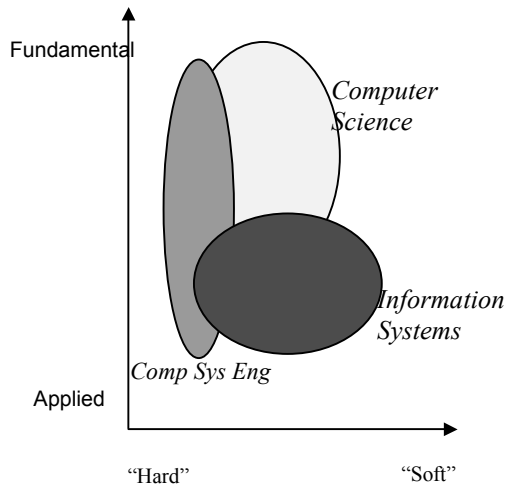 Fundamental
Computer
Science
Information
Systems
Comp Sys Eng
Applied
“Hard”
“Soft”